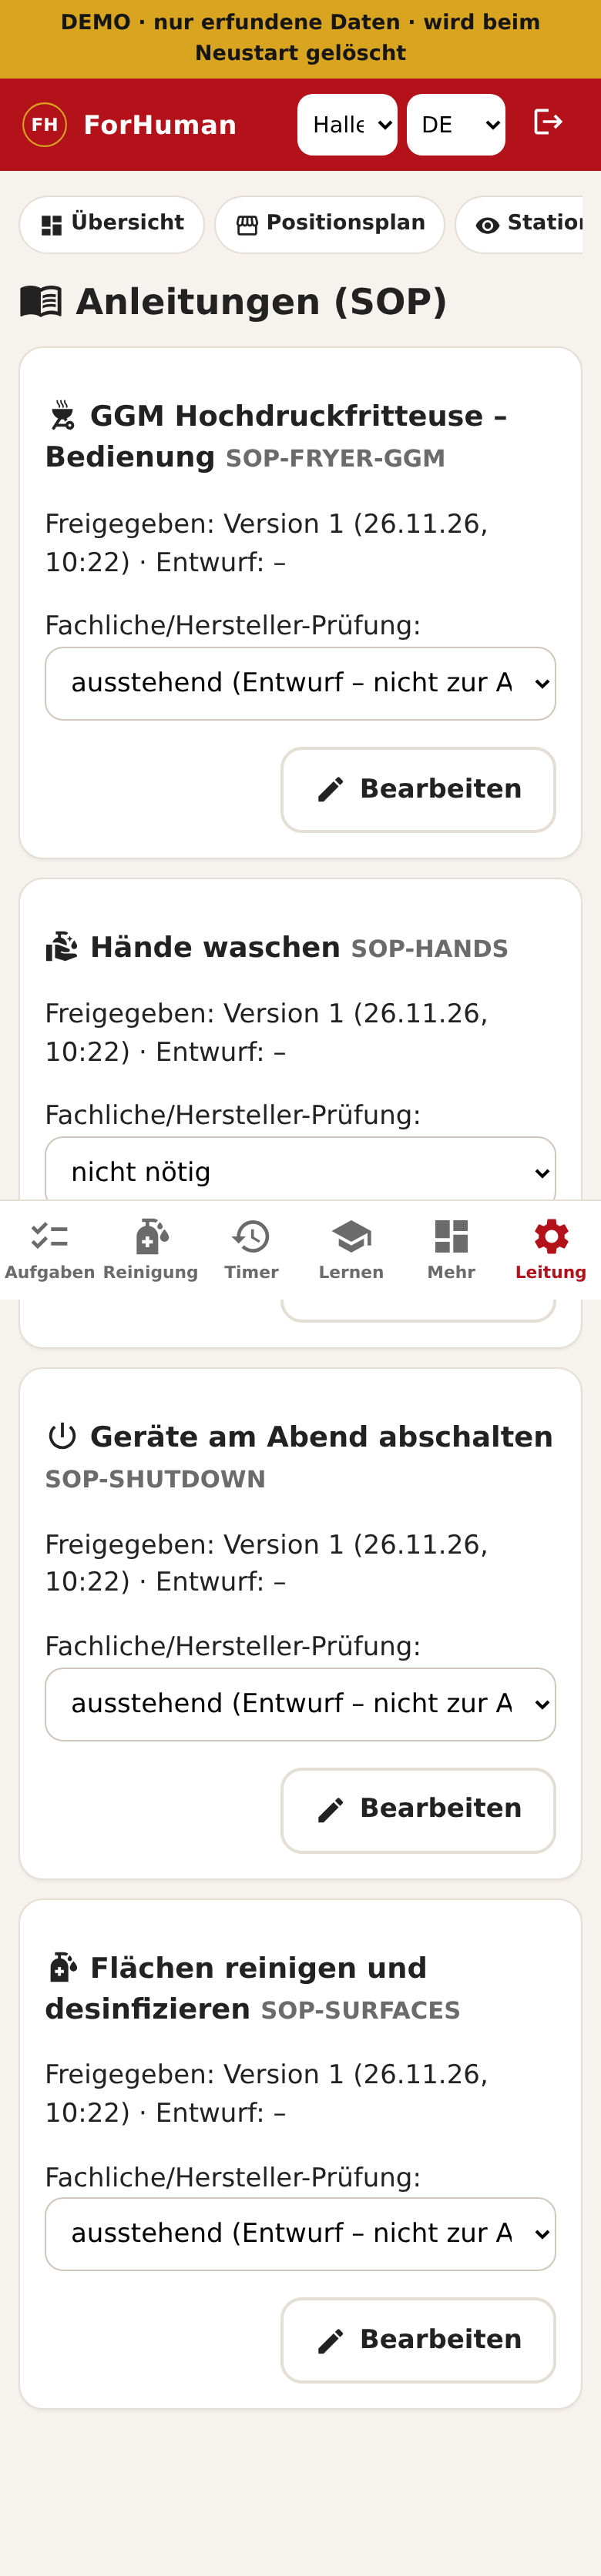 DEMO · nur erfundene Daten · wird beim
Neustart gelöscht
FH ForHuman
DE
Übersicht
Positionsplan
Anleitungen (SOP)
GGM Hochdruckfritteuse –
Bedienung SOP-FRYER-GGM
Freigegeben: Version 1 (26.11.26,
10:22) · Entwurf: –
Fachliche/Hersteller-Prüfung:
ausstehend (Entwurf – nicht zur A
Bearbeiten
Hände waschen SOP-HANDS
Freigegeben: Version 1 (26.11.26,
10:22) · Entwurf: –
Fachliche/Hersteller-Prüfung:
nicht nötig
Aufgaben Reinigung Timer Lernen Mehr Leitung
Geräte am Abend abschalten
SOP-SHUTDOWN
Freigegeben: Version 1 (26.11.26,
10:22) · Entwurf: –
Fachliche/Hersteller-Prüfung:
ausstehend (Entwurf – nicht zur A
Bearbeiten
Flächen reinigen und
desinfizieren SOP-SURFACES
Freigegeben: Version 1 (26.11.26,
10:22) · Entwurf: –
Fachliche/Hersteller-Prüfung:
ausstehend (Entwurf – nicht zur A
Bearbeiten